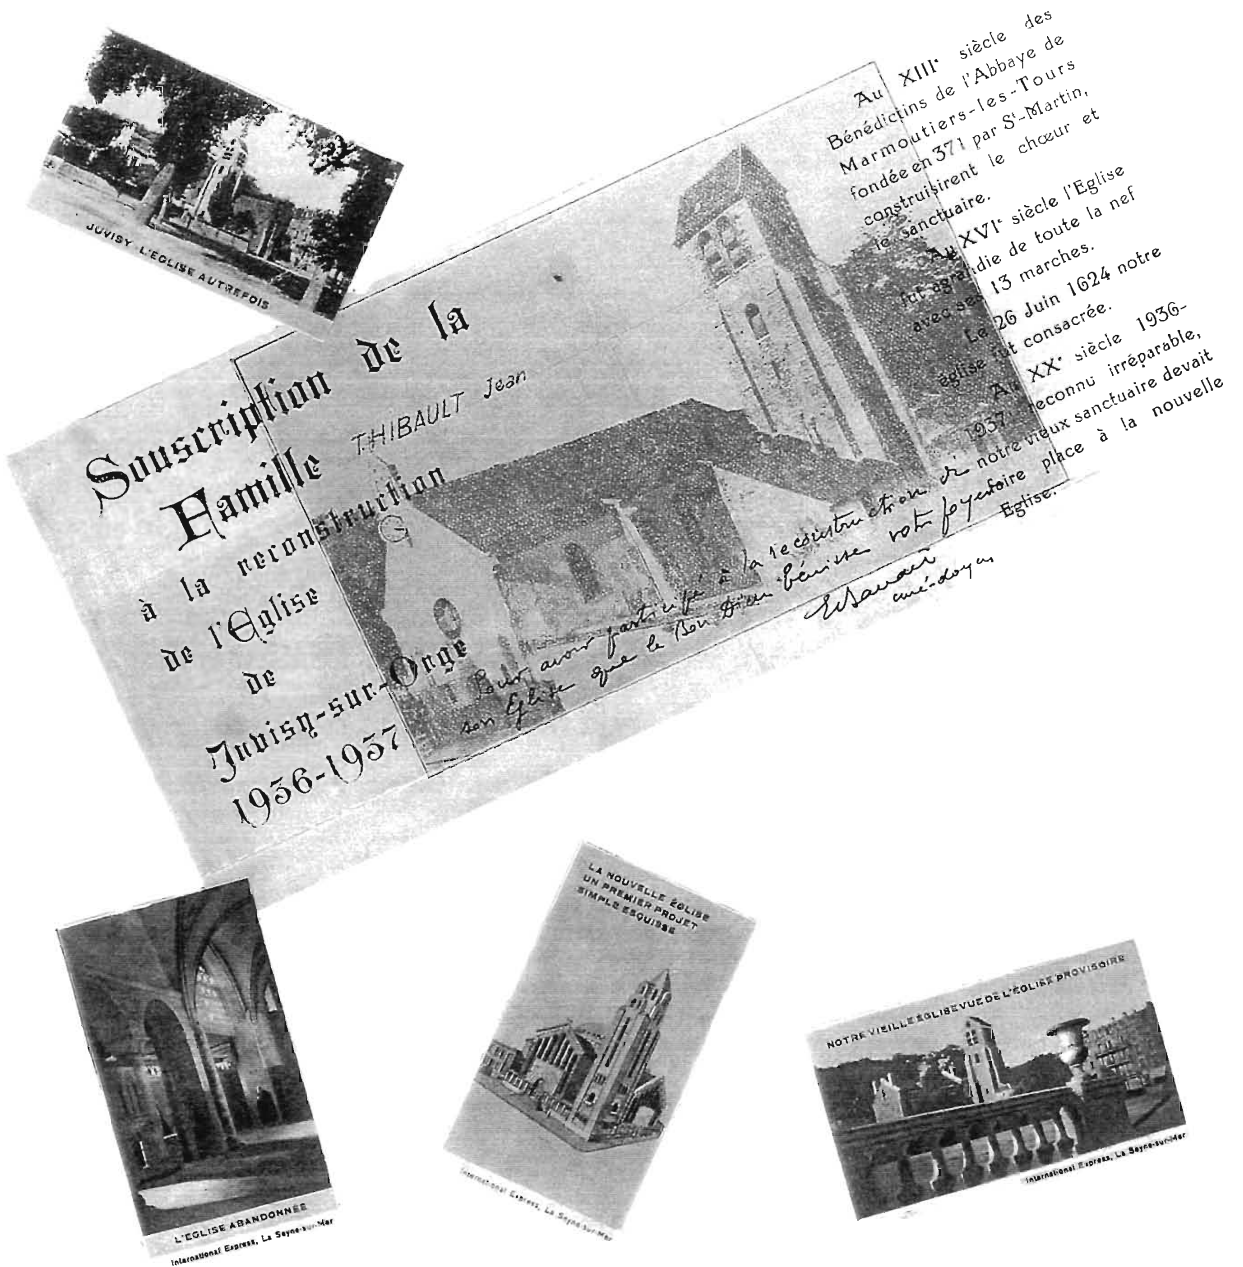 JUVISY L'EGLISE AUTREFOIS
Souscription de la
Famille THIBAULT Jean
à la reconstruction
de l'Eglise
de
Juvisy-sur-Orge
1936-1937
Au XIIIe siècle des
Bénédictins de l'Abbaye de
Marmoutiers-les-Tours
fondée en 371 par St-Martin,
construisirent le chœur et
le sanctuaire.
Au XVIe siècle l'Eglise
fut agrandie de toute la nef
avec ses 13 marches.
Le 26 Juin 1624 notre
église fut consacrée.
Au XXe siècle 1936-
1937, reconnu irréparable,
notre vieux sanctuaire devait
faire place à la nouvelle
Eglise.
Pour avoir participé à la reconstruction de
son Eglise que le Bon Dieu bénisse votre foyer
curé-doyen
L'EGLISE ABANDONNÉE
International Express, La Seyne-sur-Mer
LA NOUVELLE ÉGLISE
UN PREMIER PROJET
SIMPLE ESQUISSE
International Express, La Seyne-sur-Mer
NOTRE VIEILLE ÉGLISE VUE DE L'ÉGLISE PROVISOIRE
International Express, La Seyne-sur-Mer